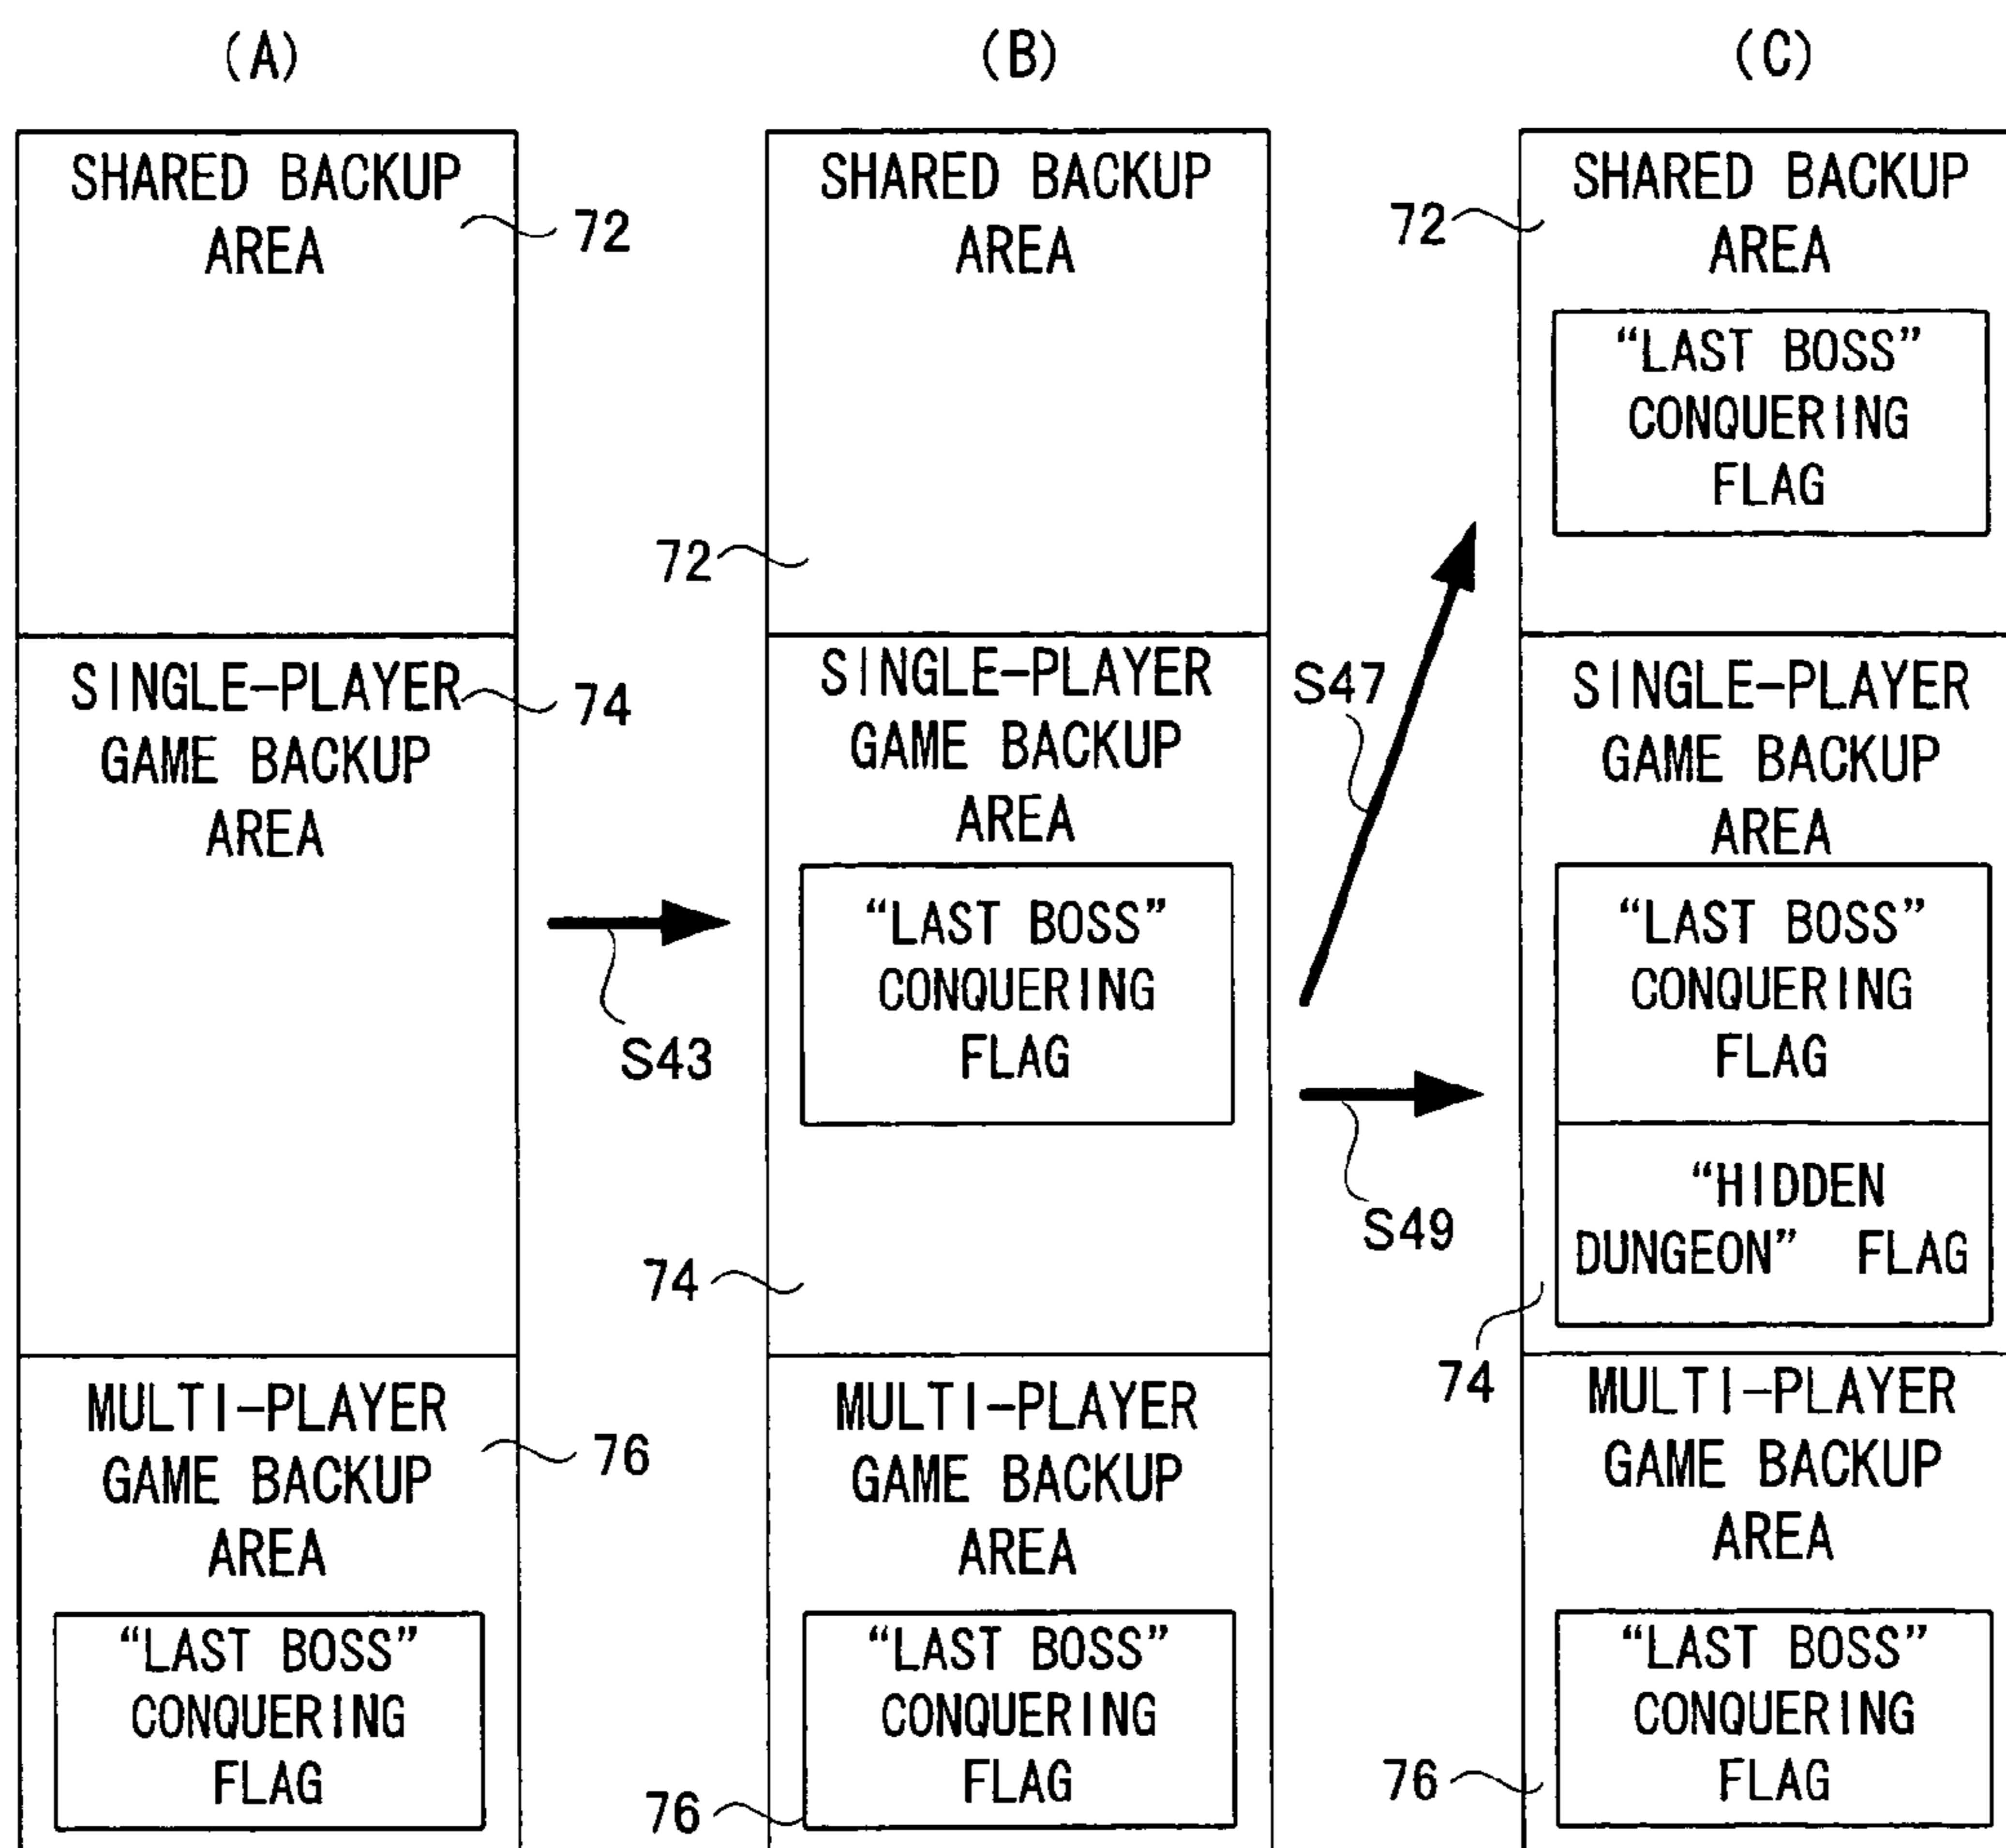 (A)
SHARED BACKUP
AREA
72
SINGLE-PLAYER
74
GAME BACKUP
AREA
MULTI-PLAYER
GAME BACKUP
76
AREA
“LAST BOSS”
CONQUERING
FLAG
S43
(B)
SHARED BACKUP
AREA
72
SINGLE-PLAYER
GAME BACKUP
AREA
“LAST BOSS”
CONQUERING
FLAG
74
MULTI-PLAYER
GAME BACKUP
AREA
“LAST BOSS”
CONQUERING
FLAG
76
S47
S49
(C)
SHARED BACKUP
72
AREA
“LAST BOSS”
CONQUERING
FLAG
SINGLE-PLAYER
GAME BACKUP
AREA
“LAST BOSS”
CONQUERING
FLAG
“HIDDEN
DUNGEON” FLAG
74
MULTI-PLAYER
GAME BACKUP
AREA
“LAST BOSS”
CONQUERING
FLAG
76